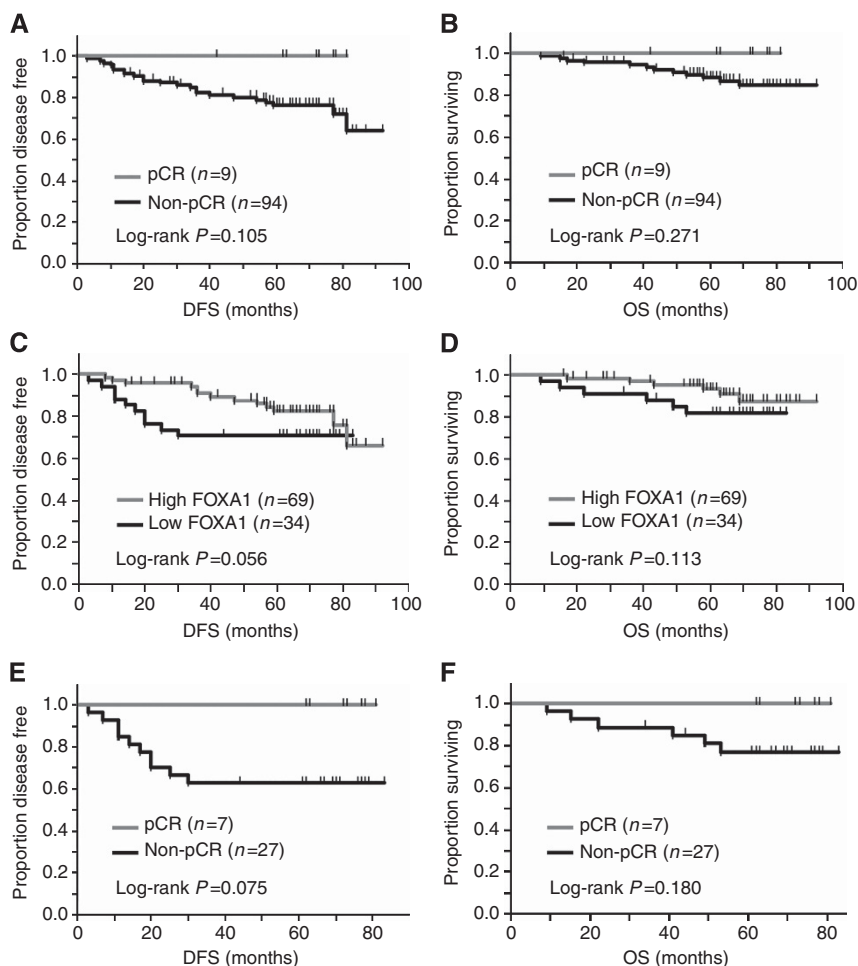 A
Proportion disease free
1.0
0.8
0.6
0.4
0.2
0.0
pCR (n=9)
Non-pCR (n=94)
Log-rank P=0.105
0 20 40 60 80 100
DFS (months)
B
Proportion surviving
1.0
0.8
0.6
0.4
0.2
0.0
pCR (n=9)
Non-pCR (n=94)
Log-rank P=0.271
0 20 40 60 80 100
OS (months)
C
Proportion disease free
1.0
0.8
0.6
0.4
0.2
0.0
High FOXA1 (n=69)
Low FOXA1 (n=34)
Log-rank P=0.056
0 20 40 60 80 100
DFS (months)
D
Proportion surviving
1.0
0.8
0.6
0.4
0.2
0.0
High FOXA1 (n=69)
Low FOXA1 (n=34)
Log-rank P=0.113
0 20 40 60 80 100
OS (months)
E
Proportion disease free
1.0
0.8
0.6
0.4
0.2
0.0
pCR (n=7)
Non-pCR (n=27)
Log-rank P=0.075
0 20 40 60 80
DFS (months)
F
Proportion surviving
1.0
0.8
0.6
0.4
0.2
0.0
pCR (n=7)
Non-pCR (n=27)
Log-rank P=0.180
0 20 40 60 80
OS (months)